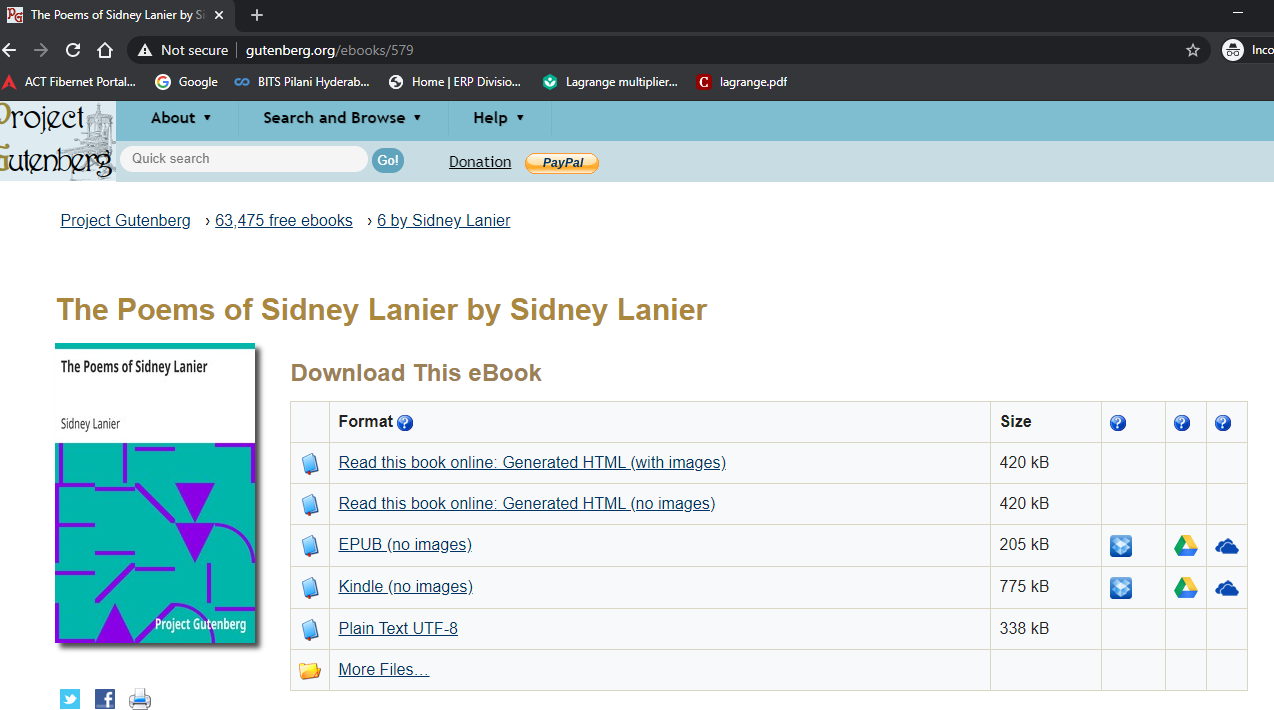 The Poems of Sidney Lanier by Si
Not secure gutenberg.org/ebooks/579
Inco
ACT Fibernet Portal... Google BITS Pilani Hyderab... Home | ERP Divisio... Lagrange multiplier... lagrange.pdf
Project
Gutenberg
About ▼ Search and Browse ▼ Help ▼
Quick search Go! Donation PayPal
Project Gutenberg › 63,475 free ebooks › 6 by Sidney Lanier
The Poems of Sidney Lanier by Sidney Lanier
The Poems of Sidney Lanier
Sidney Lanier
Project Gutenberg
Download This eBook
Format ? Size ? ? ?
Read this book online: Generated HTML (with images) 420 kB
Read this book online: Generated HTML (no images) 420 kB
EPUB (no images) 205 kB
Kindle (no images) 775 kB
Plain Text UTF-8 338 kB
More Files…